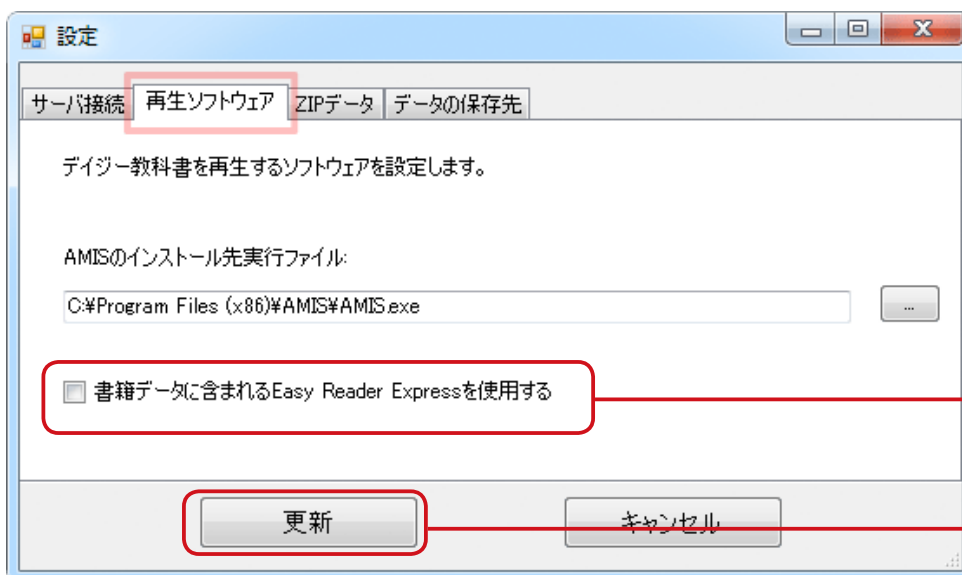 設定
サーバ接続 再生ソフトウェア ZIPデータ データの保存先
デイジー教科書を再生するソフトウェアを設定します。
AMISのインストール先実行ファイル:
C:¥Program Files (x86)¥AMIS¥AMIS.exe ...
書籍データに含まれるEasy Reader Expressを使用する
更新 キャンセル